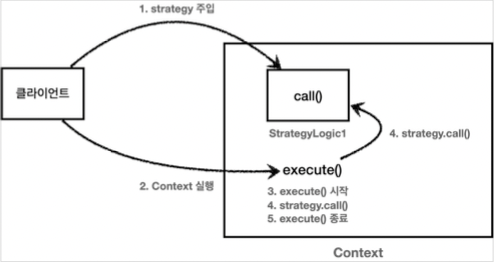 1. strategy 주입
클라이언트
call()
StrategyLogic1
4. strategy.call()
execute()
2. Context 실행
3. execute() 시작
4. strategy.call()
5. execute() 종료
Context